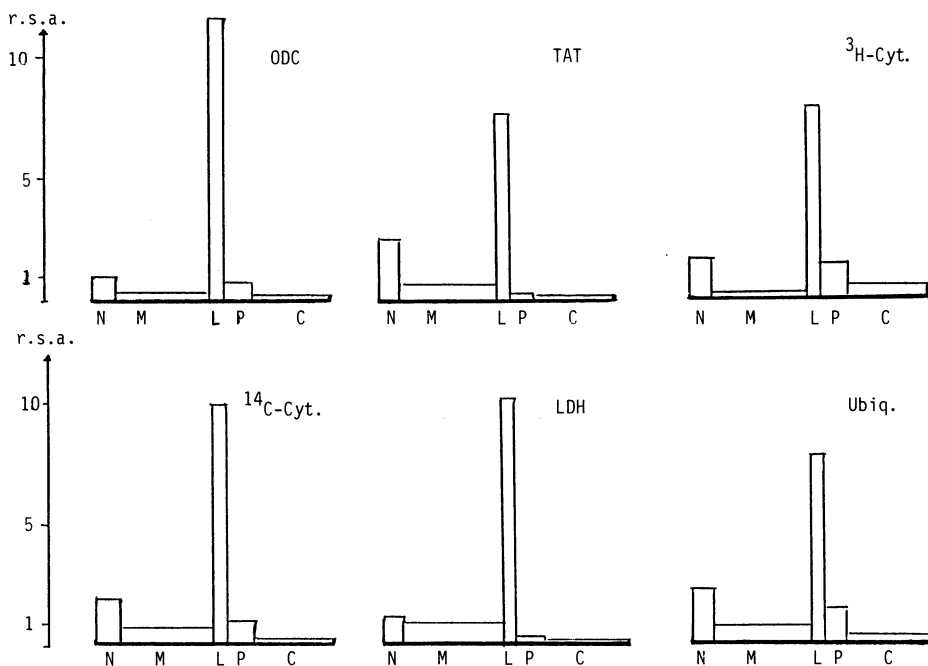 r.s.a.
10
5
1
ODC
TAT
³H-Cyt.
N M L P C
N M L P C
N M L P C
r.s.a.
10
5
1
¹⁴C-Cyt.
LDH
Ubiq.
N M L P C
N M L P C
N M L P C